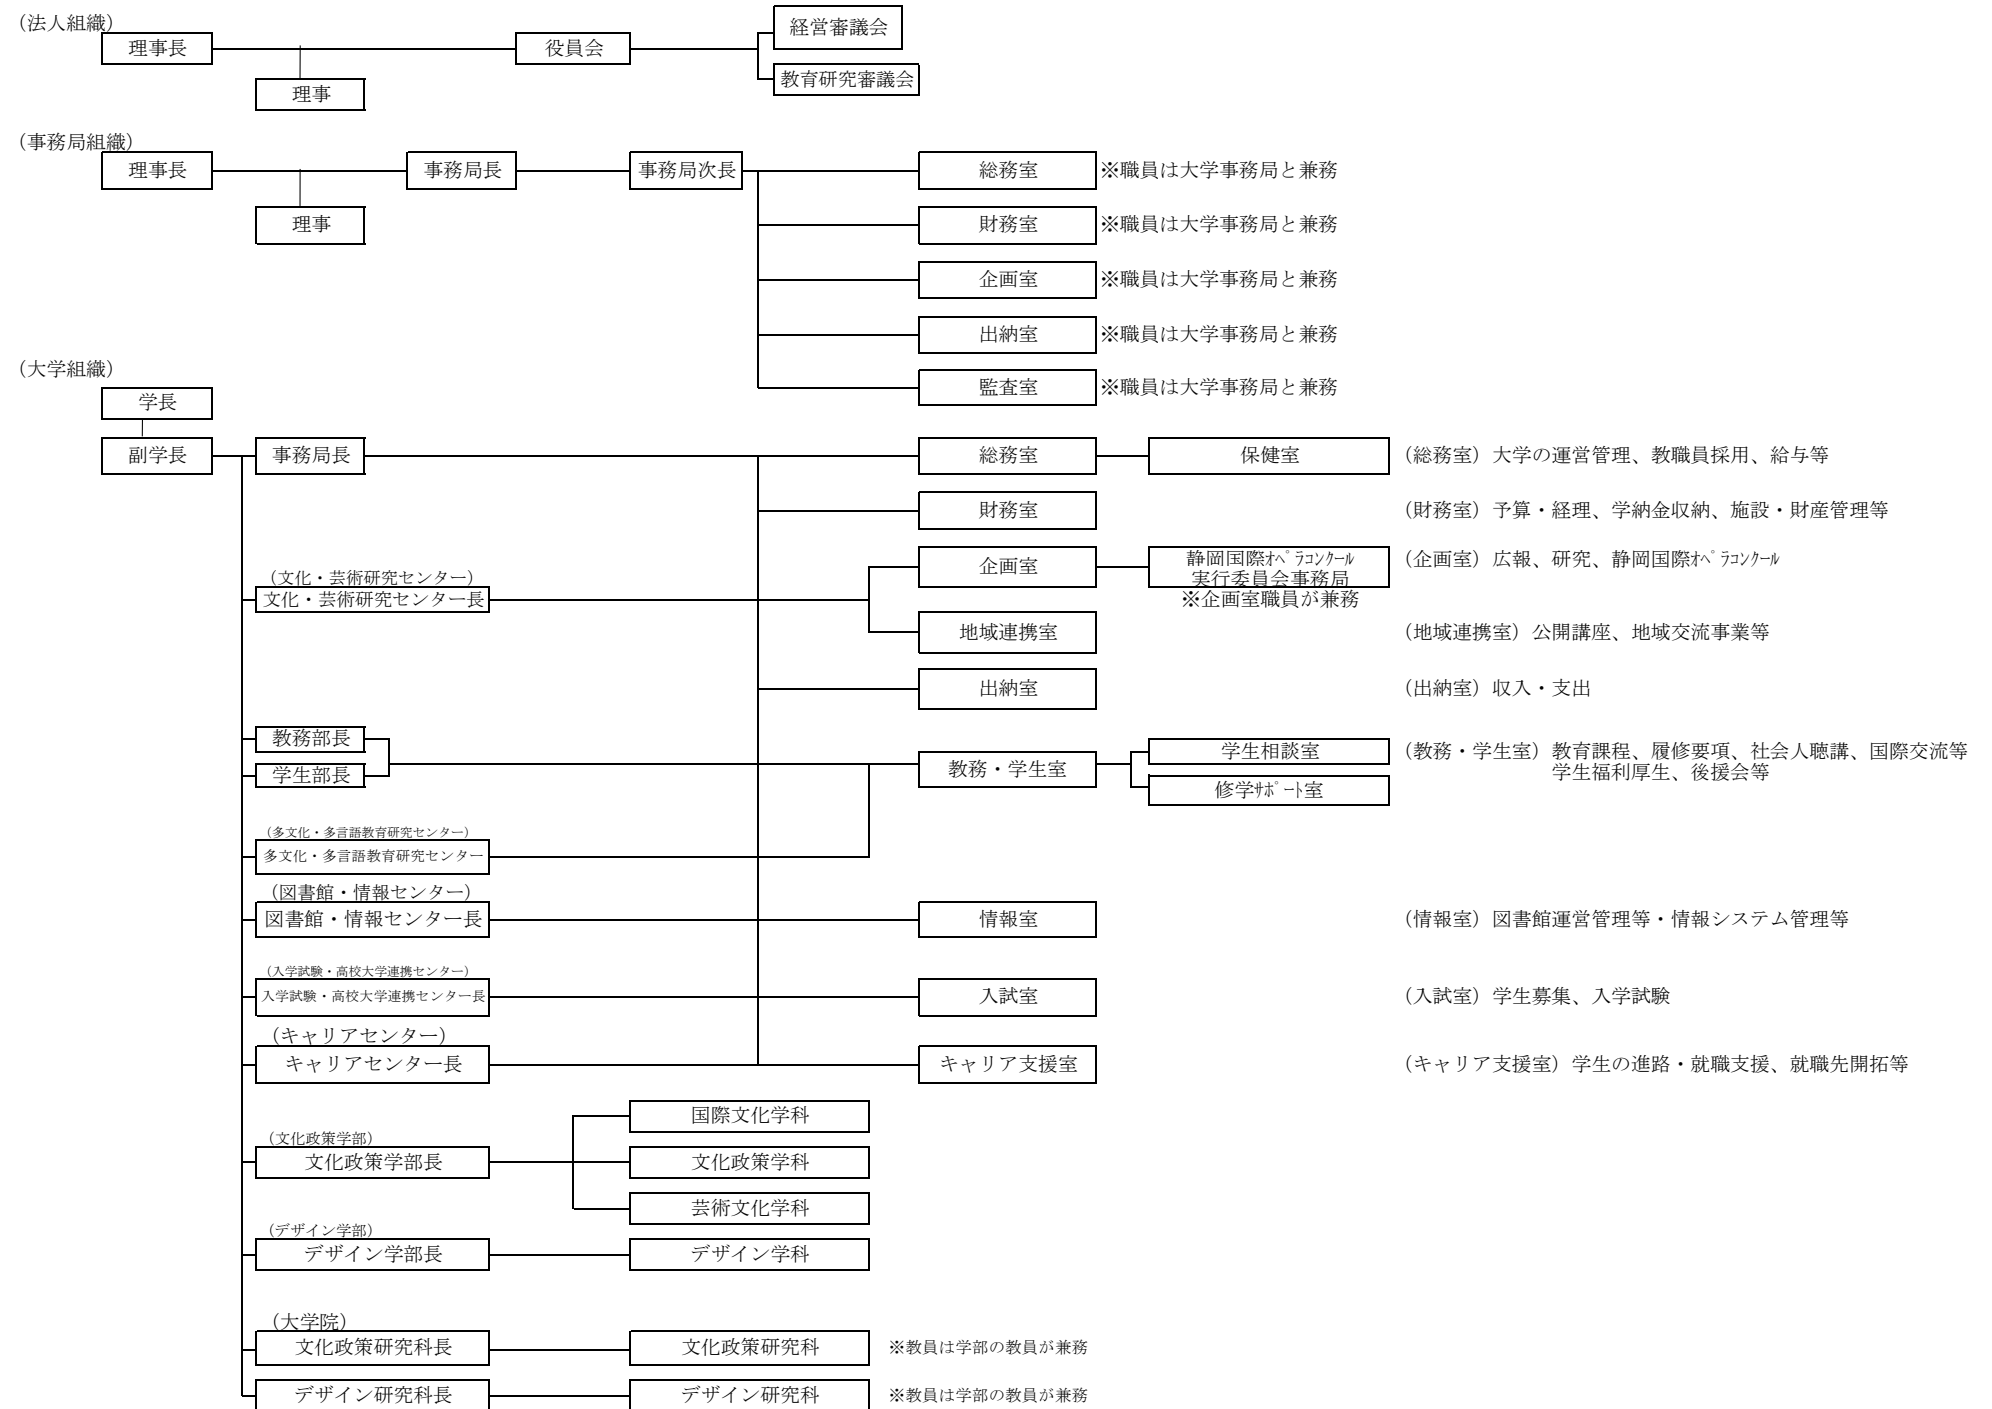 （法人組織）
理事長
役員会
経営審議会
教育研究審議会
理事
（事務局組織）
理事長
事務局長
事務局次長
総務室
※職員は大学事務局と兼務
理事
財務室
※職員は大学事務局と兼務
企画室
※職員は大学事務局と兼務
出納室
※職員は大学事務局と兼務
監査室
※職員は大学事務局と兼務
（大学組織）
学長
副学長
事務局長
総務室
保健室
（総務室）大学の運営管理、教職員採用、給与等
財務室
（財務室）予算・経理、学納金収納、施設・財産管理等
（文化・芸術研究センター）
文化・芸術研究センター長
企画室
静岡国際ｵﾍﾟﾗｺﾝｸｰﾙ
実行委員会事務局
※企画室職員が兼務
（企画室）広報、研究、静岡国際ｵﾍﾟﾗｺﾝｸｰﾙ
地域連携室
（地域連携室）公開講座、地域交流事業等
出納室
（出納室）収入・支出
教務部長
学生部長
教務・学生室
学生相談室
修学ｻﾎﾟｰﾄ室
（教務・学生室）教育課程、履修要項、社会人聴講、国際交流等
学生福利厚生、後援会等
（多文化・多言語教育研究センター）
多文化・多言語教育研究センター
（図書館・情報センター）
図書館・情報センター長
情報室
（情報室）図書館運営管理等・情報システム管理等
（入学試験・高校大学連携センター）
入学試験・高校大学連携センター長
入試室
（入試室）学生募集、入学試験
（キャリアセンター）
キャリアセンター長
キャリア支援室
（キャリア支援室）学生の進路・就職支援、就職先開拓等
（文化政策学部）
文化政策学部長
国際文化学科
文化政策学科
芸術文化学科
（デザイン学部）
デザイン学部長
デザイン学科
（大学院）
文化政策研究科長
文化政策研究科
※教員は学部の教員が兼務
デザイン研究科長
デザイン研究科
※教員は学部の教員が兼務